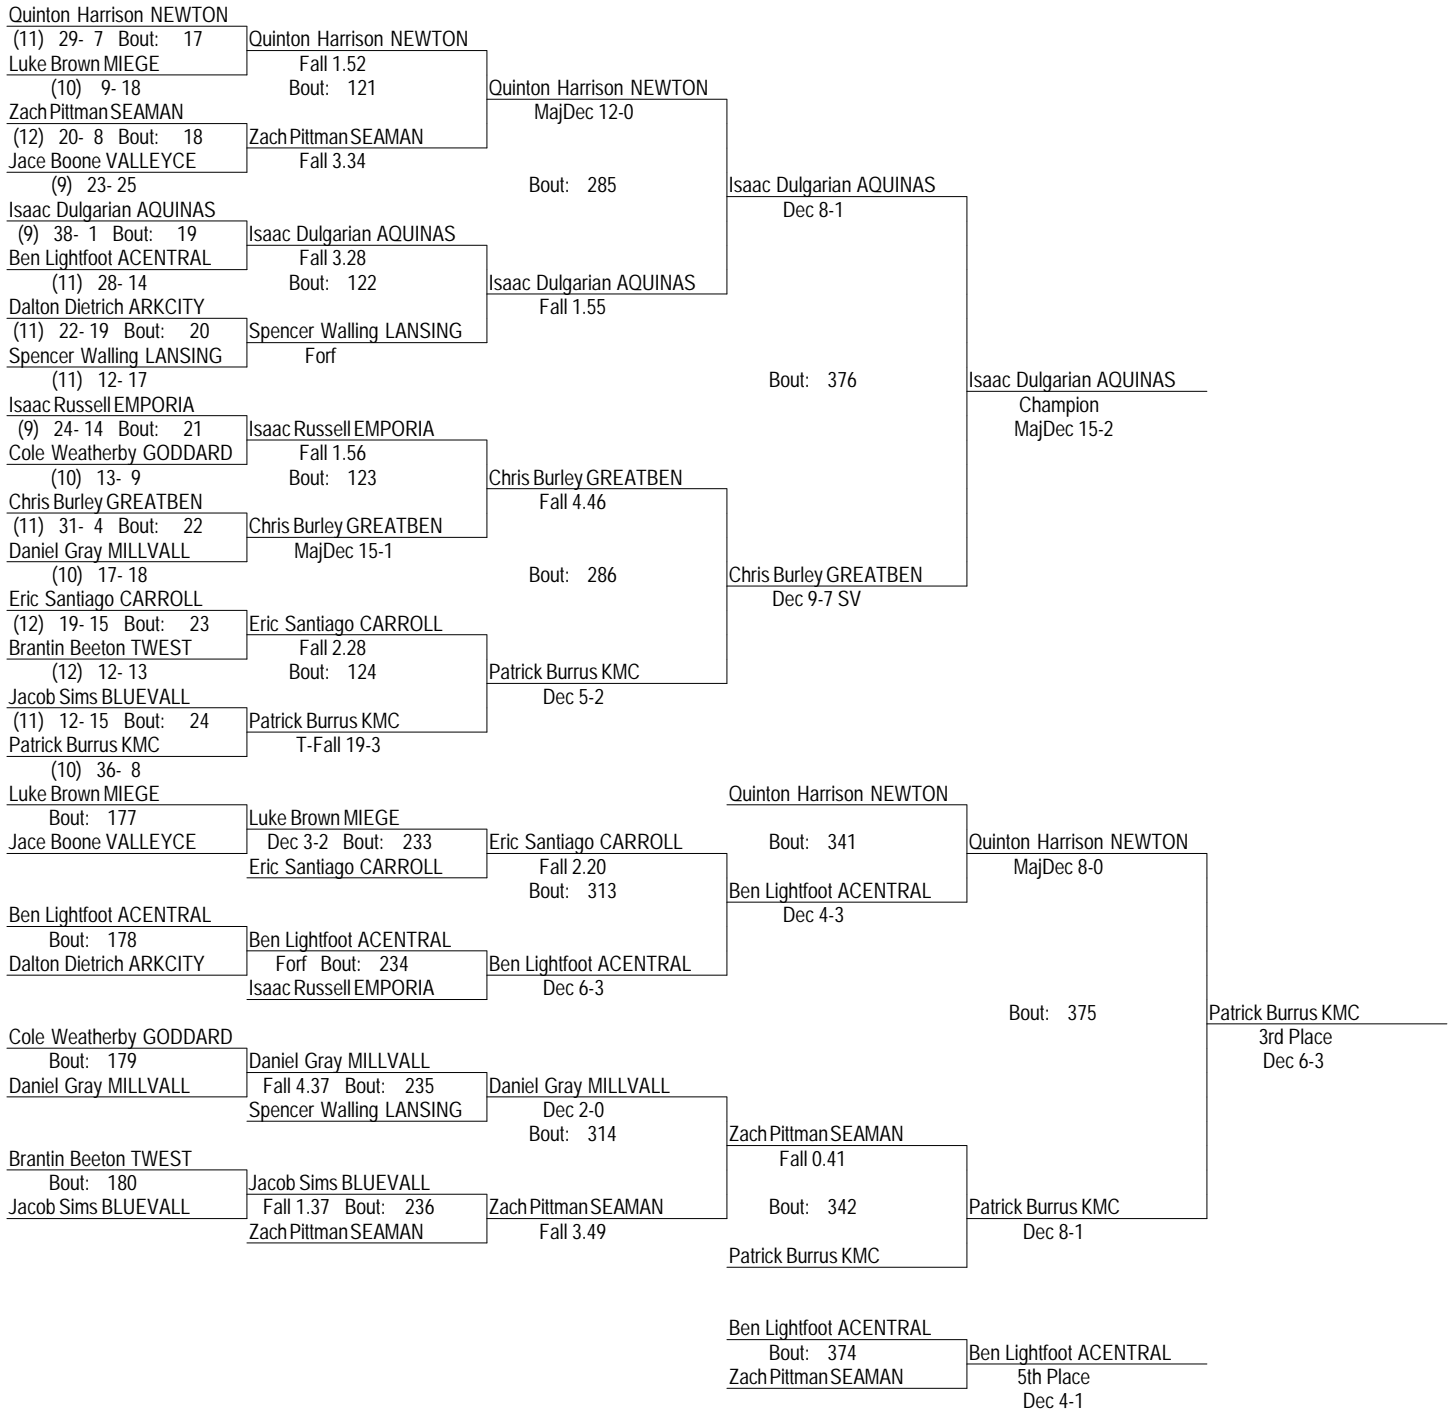 Quinton Harrison NEWTON
(11) 29- 7 Bout: 17
Luke Brown MIEGE
(10) 9- 18
Zach Pittman SEAMAN
(12) 20- 8 Bout: 18
Jace Boone VALLEYCE
(9) 23- 25
Isaac Dulgarian AQUINAS
(9) 38- 1 Bout: 19
Ben Lightfoot ACENTRAL
(11) 28- 14
Dalton Dietrich ARKCITY
(11) 22- 19 Bout: 20
Spencer Walling LANSING
(11) 12- 17
Isaac Russell EMPORIA
(9) 24- 14 Bout: 21
Cole Weatherby GODDARD
(10) 13- 9
Chris Burley GREATBEN
(11) 31- 4 Bout: 22
Daniel Gray MILLVALL
(10) 17- 18
Eric Santiago CARROLL
(12) 19- 15 Bout: 23
Brantin Beeton TWEST
(12) 12- 13
Jacob Sims BLUEVALL
(11) 12- 15 Bout: 24
Patrick Burrus KMC
(10) 36- 8
Quinton Harrison NEWTON
Fall 1.52
Bout: 121
Zach Pittman SEAMAN
Fall 3.34
Isaac Dulgarian AQUINAS
Fall 3.28
Bout: 122
Spencer Walling LANSING
Forf
Isaac Russell EMPORIA
Fall 1.56
Bout: 123
Chris Burley GREATBEN
MajDec 15-1
Eric Santiago CARROLL
Fall 2.28
Bout: 124
Patrick Burrus KMC
T-Fall 19-3
Quinton Harrison NEWTON
MajDec 12-0
Bout: 285
Isaac Dulgarian AQUINAS
Fall 1.55
Chris Burley GREATBEN
Fall 4.46
Bout: 286
Patrick Burrus KMC
Dec 5-2
Isaac Dulgarian AQUINAS
Dec 8-1
Bout: 376
Chris Burley GREATBEN
Dec 9-7 SV
Isaac Dulgarian AQUINAS
Champion
MajDec 15-2
Luke Brown MIEGE
Bout: 177
Jace Boone VALLEYCE
Ben Lightfoot ACENTRAL
Bout: 178
Dalton Dietrich ARKCITY
Cole Weatherby GODDARD
Bout: 179
Daniel Gray MILLVALL
Brantin Beeton TWEST
Bout: 180
Jacob Sims BLUEVALL
Luke Brown MIEGE
Dec 3-2 Bout: 233
Eric Santiago CARROLL
Ben Lightfoot ACENTRAL
Forf Bout: 234
Isaac Russell EMPORIA
Daniel Gray MILLVALL
Fall 4.37 Bout: 235
Spencer Walling LANSING
Jacob Sims BLUEVALL
Fall 1.37 Bout: 236
Zach Pittman SEAMAN
Eric Santiago CARROLL
Fall 2.20
Bout: 313
Ben Lightfoot ACENTRAL
Dec 6-3
Daniel Gray MILLVALL
Dec 2-0
Bout: 314
Zach Pittman SEAMAN
Fall 3.49
Quinton Harrison NEWTON
Bout: 341
Ben Lightfoot ACENTRAL
Dec 4-3
Zach Pittman SEAMAN
Fall 0.41
Bout: 342
Patrick Burrus KMC
Quinton Harrison NEWTON
MajDec 8-0
Bout: 375
Patrick Burrus KMC
Dec 8-1
Patrick Burrus KMC
3rd Place
Dec 6-3
Ben Lightfoot ACENTRAL
Bout: 374
Zach Pittman SEAMAN
Ben Lightfoot ACENTRAL
5th Place
Dec 4-1